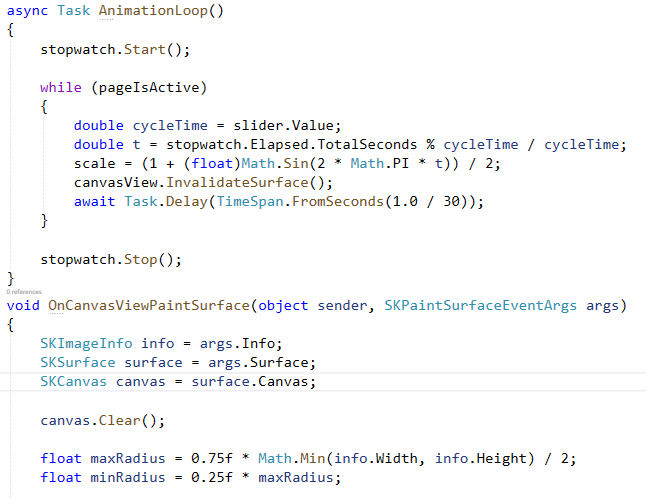 async Task AnimationLoop()
{
    stopwatch.Start();

    while (pageIsActive)
    {
        double cycleTime = slider.Value;
        double t = stopwatch.Elapsed.TotalSeconds % cycleTime / cycleTime;
        scale = (1 + (float)Math.Sin(2 * Math.PI * t)) / 2;
        canvasView.InvalidateSurface();
        await Task.Delay(TimeSpan.FromSeconds(1.0 / 30));
    }

    stopwatch.Stop();
}
0 references
void OnCanvasViewPaintSurface(object sender, SKPaintSurfaceEventArgs args)
{
    SKImageInfo info = args.Info;
    SKSurface surface = args.Surface;
    SKCanvas canvas = surface.Canvas;

    canvas.Clear();

    float maxRadius = 0.75f * Math.Min(info.Width, info.Height) / 2;
    float minRadius = 0.25f * maxRadius;